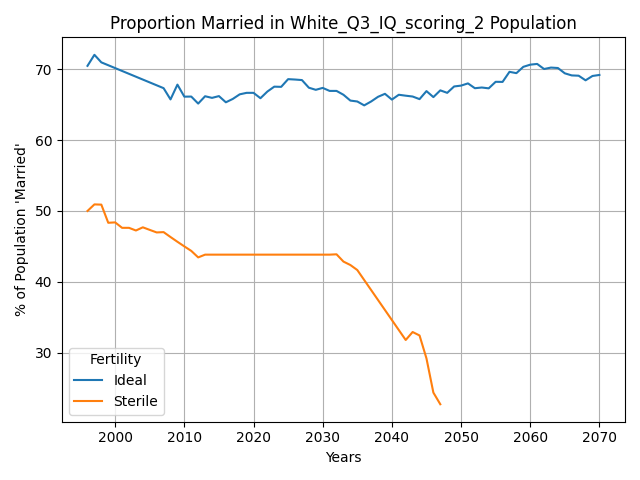 Proportion Married in White_Q3_IQ_scoring_2 Population
% of Population 'Married'
70
60
50
40
30
Fertility
Ideal
Sterile
2000 2010 2020 2030 2040 2050 2060 2070
Years